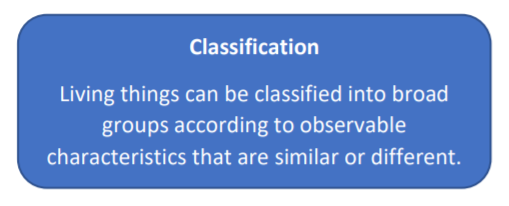 Classification
Living things can be classified into broad
groups according to observable
characteristics that are similar or different.